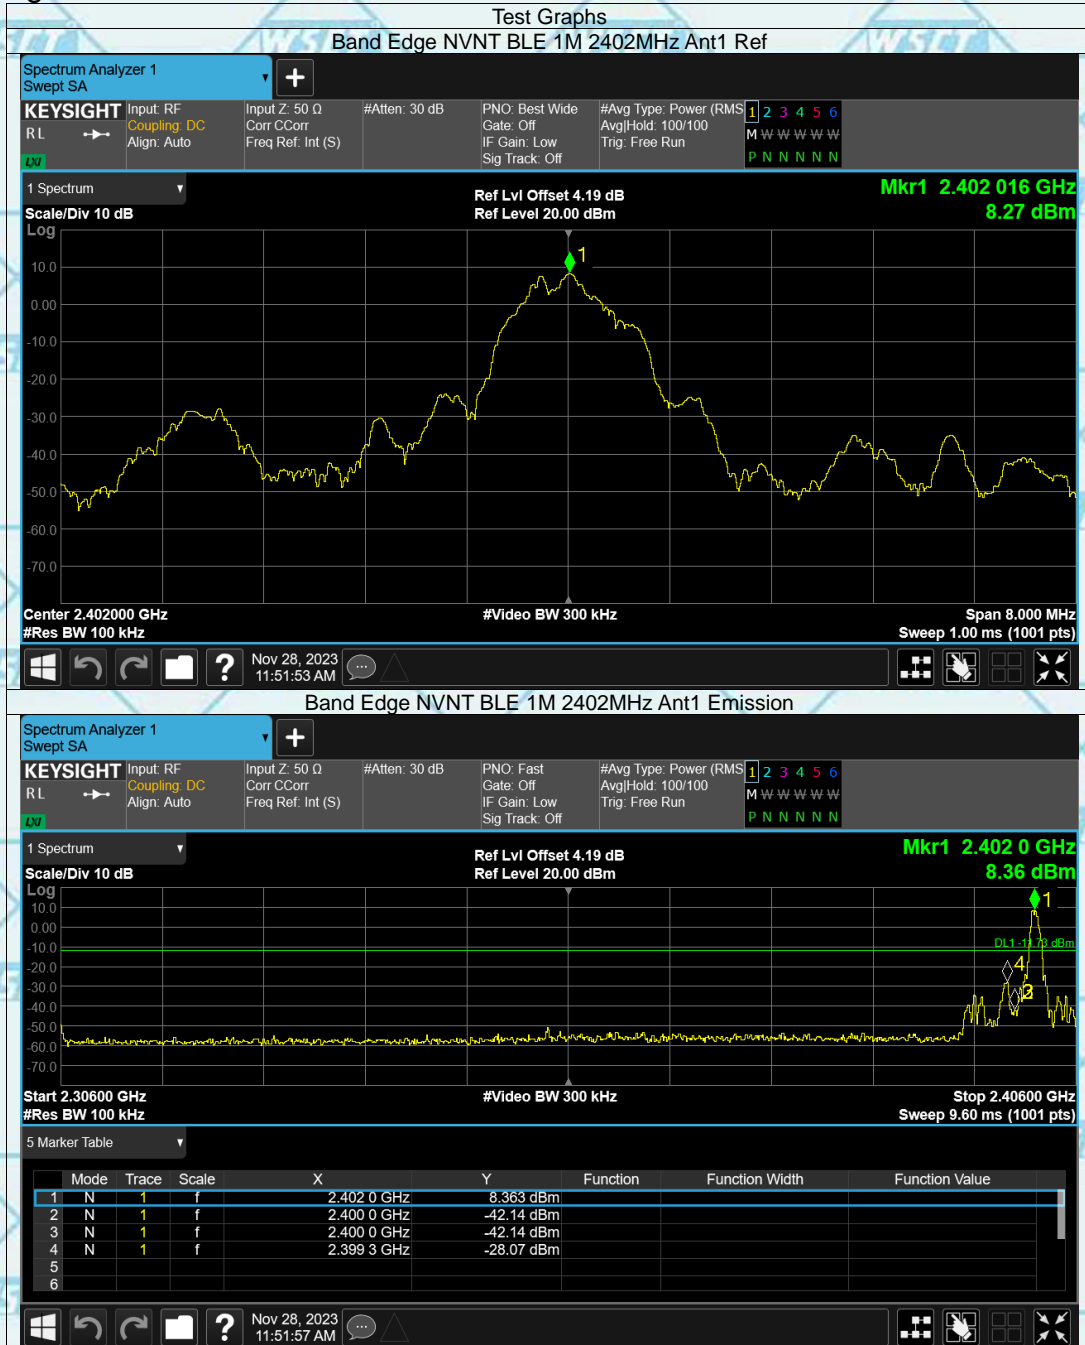 Test Graphs
Band Edge NVNT BLE 1M 2402MHz Ant1 Ref
Spectrum Analyzer 1
Swept SA
KEYSIGHT Input: RF Input Z: 50 Ω #Atten: 30 dB PNO: Best Wide #Avg Type: Power (RMS 1 2 3 4 5 6
RL Coupling: DC Corr CCorr Gate: Off Avg|Hold: 100/100 M W W W W W
Align: Auto Freq Ref: Int (S) IF Gain: Low Trig: Free Run
LXI Sig Track: Off P N N N N N
1 Spectrum Ref Lvl Offset 4.19 dB Mkr1 2.402 016 GHz
Scale/Div 10 dB Ref Level 20.00 dBm 8.27 dBm
Log
1
10.0
0.00
-10.0
-20.0
-30.0
-40.0
-50.0
-60.0
-70.0
Center 2.402000 GHz #Video BW 300 kHz Span 8.000 MHz
#Res BW 100 kHz Sweep 1.00 ms (1001 pts)
? Nov 28, 2023
11:51:53 AM
Band Edge NVNT BLE 1M 2402MHz Ant1 Emission
Spectrum Analyzer 1
Swept SA
KEYSIGHT Input: RF Input Z: 50 Ω #Atten: 30 dB PNO: Fast #Avg Type: Power (RMS 1 2 3 4 5 6
RL Coupling: DC Corr CCorr Gate: Off Avg|Hold: 100/100 M W W W W W
Align: Auto Freq Ref: Int (S) IF Gain: Low Trig: Free Run
LXI Sig Track: Off P N N N N N
1 Spectrum Ref Lvl Offset 4.19 dB Mkr1 2.402 0 GHz
Scale/Div 10 dB Ref Level 20.00 dBm 8.36 dBm
Log
1
10.0
0.00
-10.0 DL1 -11.73 dBm
-20.0 4
-30.0
-40.0
-50.0
-60.0
-70.0
Start 2.30600 GHz #Video BW 300 kHz Stop 2.40600 GHz
#Res BW 100 kHz Sweep 9.60 ms (1001 pts)
5 Marker Table
Mode Trace Scale X Y Function Function Width Function Value
1 N 1 f 2.402 0 GHz 8.363 dBm
2 N 1 f 2.400 0 GHz -42.14 dBm
3 N 1 f 2.400 0 GHz -42.14 dBm
4 N 1 f 2.399 3 GHz -28.07 dBm
5
6
? Nov 28, 2023
11:51:57 AM